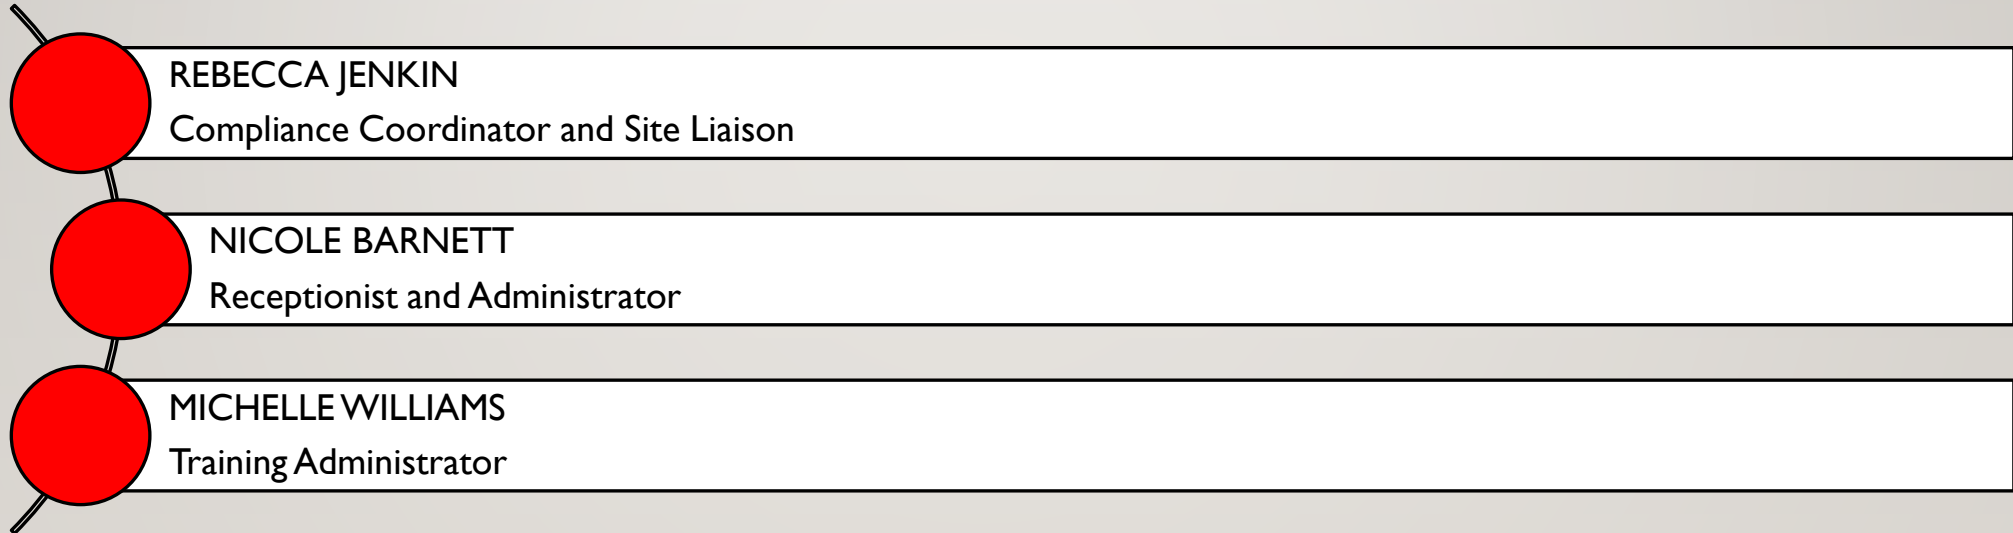 REBECCA JENKIN
Compliance Coordinator and Site Liaison
NICOLE BARNETT
Receptionist and Administrator
MICHELLE WILLIAMS
Training Administrator